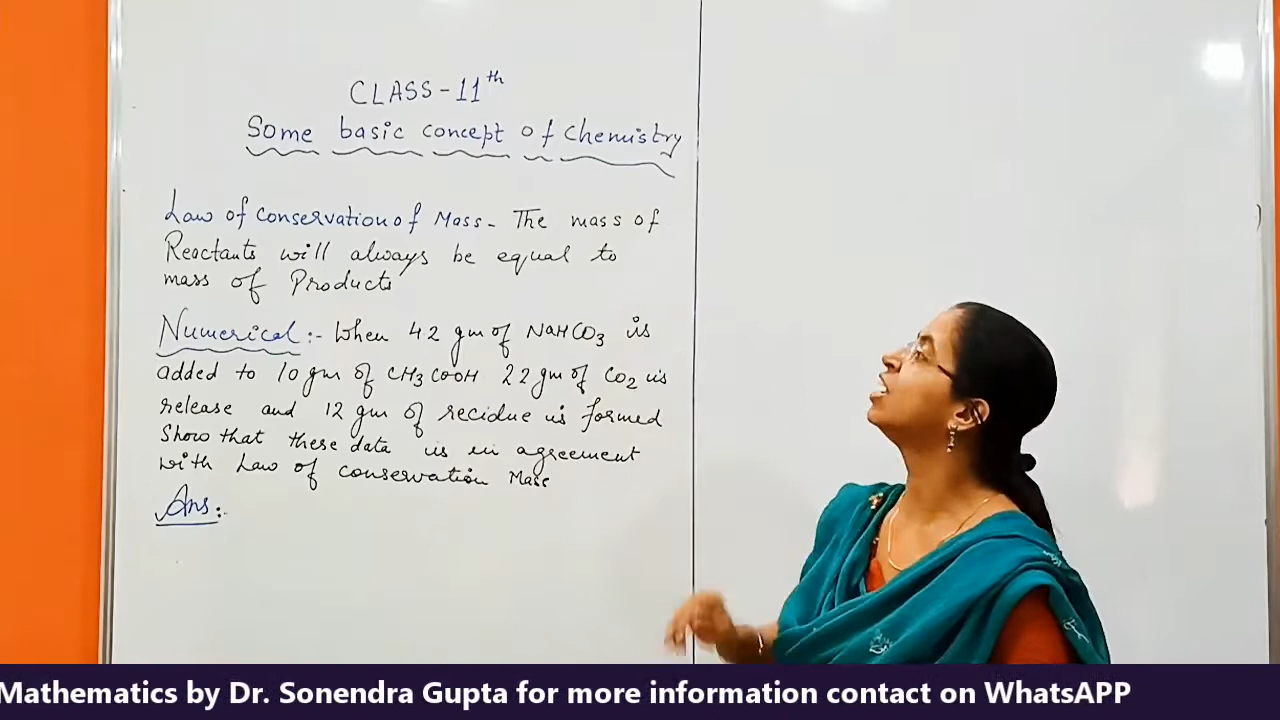 CLASS-11th
Some basic concept of Chemistry
Law of Conservation of Mass- The mass of
Reactants will always be equal to
mass of Products
Numerical:- When 42 gm of NaHCO3 is
added to 10 gm of CH3COOH 22 gm of CO2 is
release and 12 gm of recidue is formed
Show that these data is in agreement
with Law of conservation Mass
Ans:-
Mathematics by Dr. Sonendra Gupta for more information contact on WhatsAPP